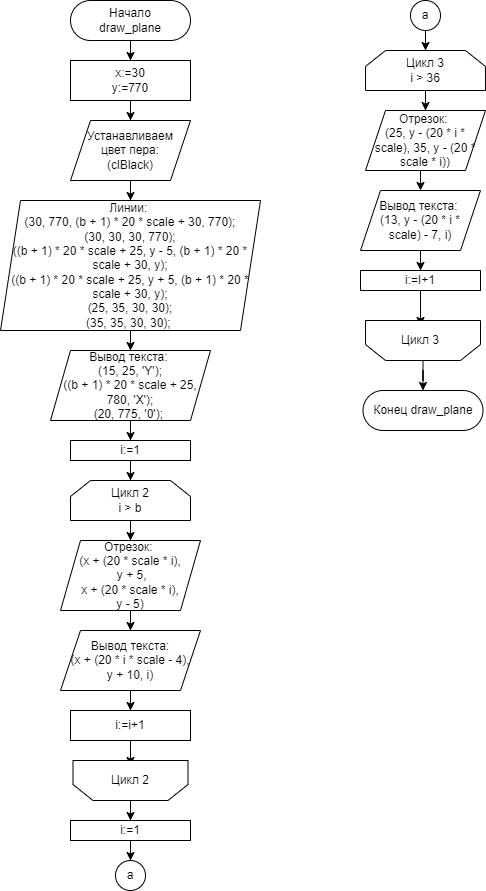 Начало
draw_plane
x:=30
y:=770
Устанавливаем
цвет пера:
(clBlack)
Линии:
(30, 770, (b + 1) * 20 * scale + 30, 770);
(30, 30, 30, 770);
((b + 1) * 20 * scale + 25, y - 5, (b + 1) * 20 *
scale + 30, y);
((b + 1) * 20 * scale + 25, y + 5, (b + 1) * 20 *
scale + 30, y);
(25, 35, 30, 30);
(35, 35, 30, 30);
Вывод текста:
(15, 25, 'Y');
((b + 1) * 20 * scale + 25,
780, 'X');
(20, 775, '0');
i:=1
Цикл 2
i > b
Отрезок:
(x + (20 * scale * i),
y + 5,
x + (20 * scale * i),
y - 5)
Вывод текста:
(x + (20 * i * scale - 4),
y + 10, i)
i:=i+1
Цикл 2
i:=1
a
a
Цикл 3
i > 36
Отрезок:
(25, y - (20 * i *
scale), 35, y - (20 *
scale * i))
Вывод текста:
(13, y - (20 * i *
scale) - 7, i)
i:=I+1
Цикл 3
Конец draw_plane